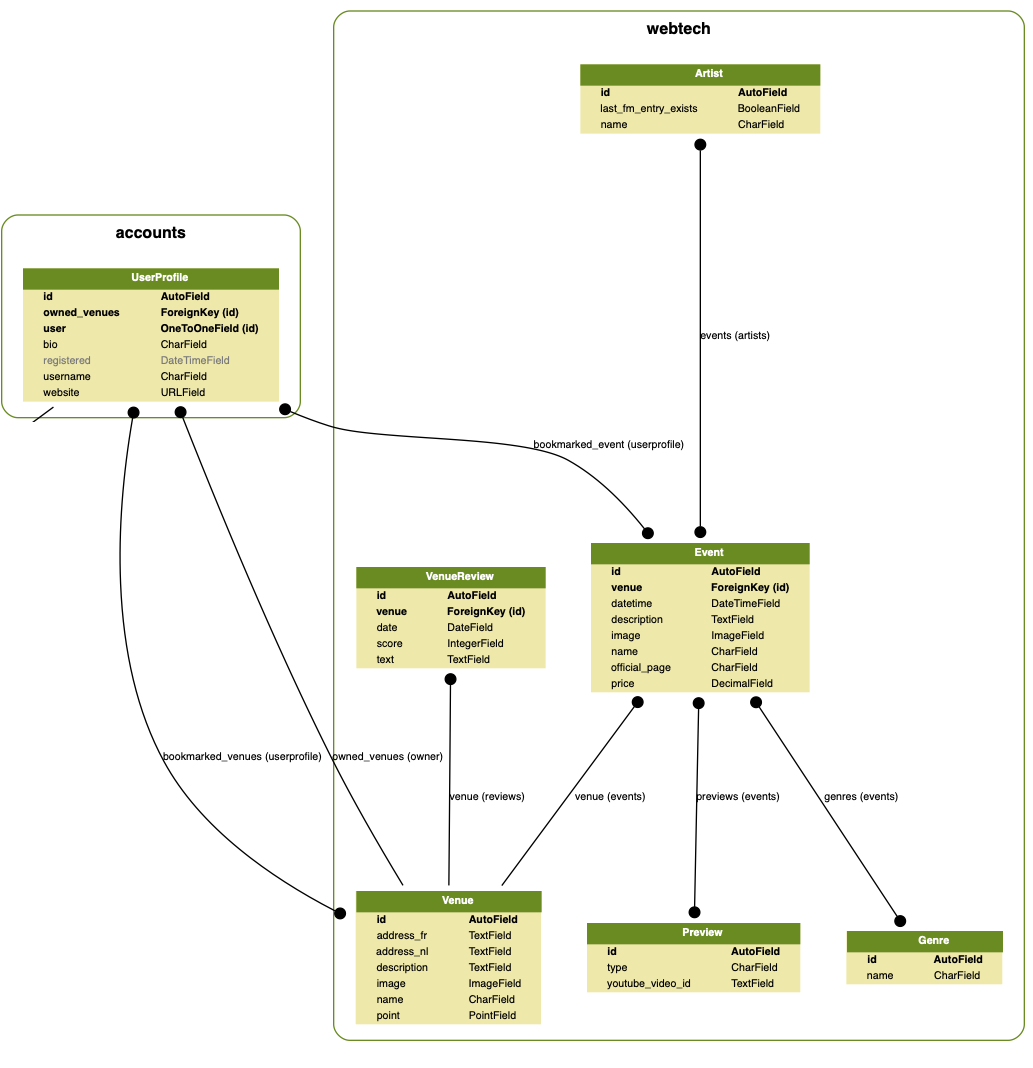 webtech
Artist
id AutoField
last_fm_entry_exists BooleanField
name CharField
accounts
UserProfile
id AutoField
owned_venues ForeignKey (id)
user OneToOneField (id)
bio CharField
registered DateTimeField
username CharField
website URLField
events (artists)
bookmarked_event (userprofile)
Event
id AutoField
venue ForeignKey (id)
datetime DateTimeField
description TextField
image ImageField
name CharField
official_page CharField
price DecimalField
VenueReview
id AutoField
venue ForeignKey (id)
date DateField
score IntegerField
text TextField
bookmarked_venues (userprofile)
owned_venues (owner)
venue (reviews)
venue (events)
previews (events)
genres (events)
Venue
id AutoField
address_fr TextField
address_nl TextField
description TextField
image ImageField
name CharField
point PointField
Preview
id AutoField
type CharField
youtube_video_id TextField
Genre
id AutoField
name CharField